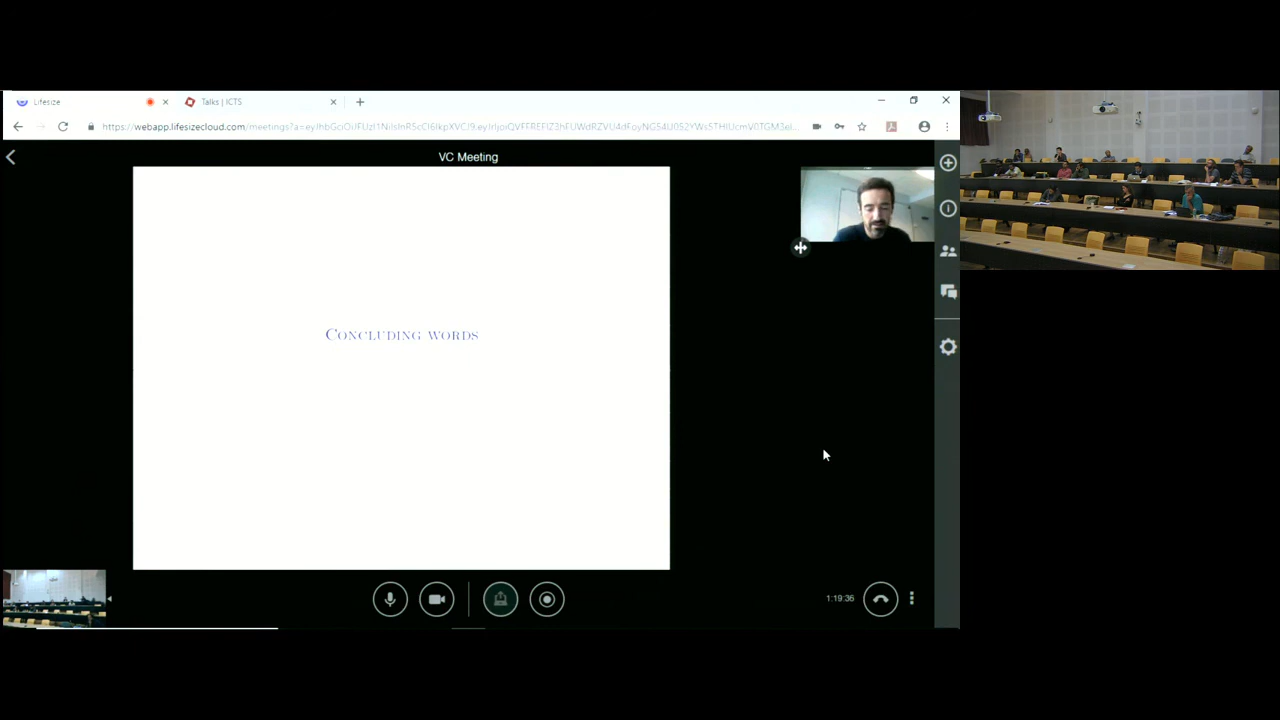 Lifesize
Talks | ICTS
VC Meeting
CONCLUDING WORDS
1:19:36